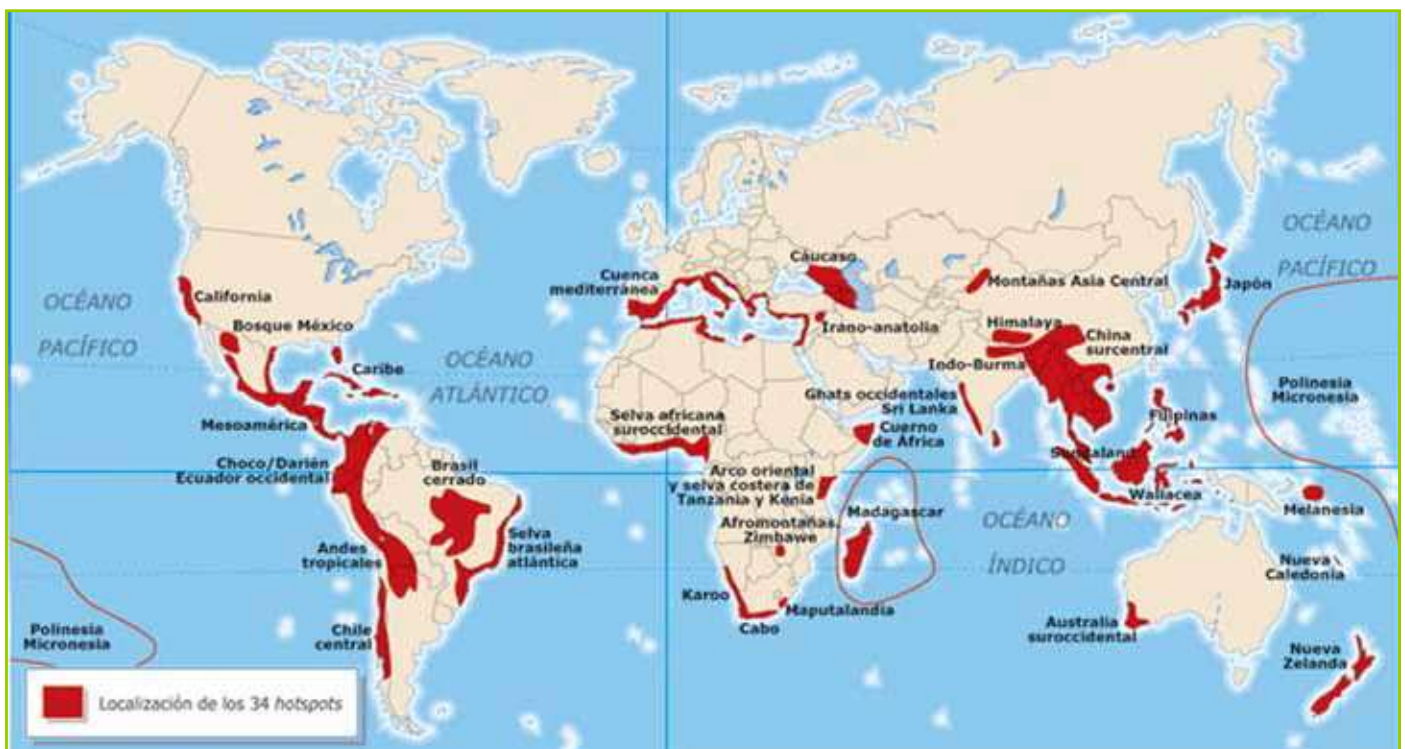 OCÉANO
PACÍFICO
California
Bosque México
Caribe
Mesoamérica
OCÉANO
ATLÁNTICO
Choco/Darién
Ecuador occidental
Brasil
cerrado
Andes
tropicales
Selva
brasileña
atlántica
Chile
central
Polinesia
Micronesia
Cuenca
mediterránea
Cáucaso
Irano-anatolia
Montañas Asia Central
Himalaya
China
surcentral
Indo-Burma
Japón
OCÉANO
PACÍFICO
Polinesia
Micronesia
Selva africana
suroccidental
Ghats occidentales
Sri Lanka
Cuerno
de África
Filipinas
Sundaland
Wallacea
Melanesia
Arco oriental
y selva costera de
Tanzania y Kenia
Madagascar
Afromontañas.
Zimbawe
Karoo
Cabo
Maputalandia
OCÉANO
ÍNDICO
Australia
suroccidental
Nueva
Caledonia
Nueva
Zelanda
Localización de los 34 hotspots